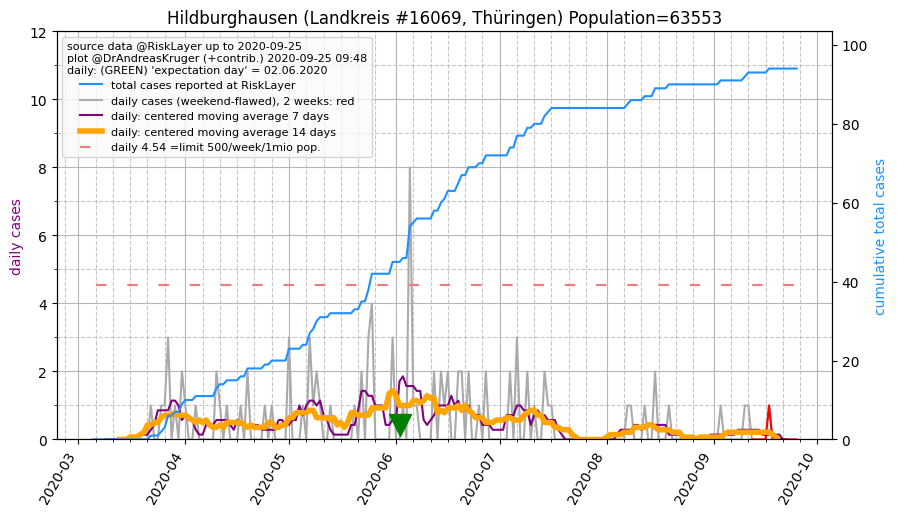 Hildburghausen (Landkreis #16069, Thüringen) Population=63553
source data @RiskLayer up to 2020-09-25
plot @DrAndreasKruger (+contrib.) 2020-09-25 09:48
daily: (GREEN) 'expectation day' = 02.06.2020
total cases reported at RiskLayer
daily cases (weekend-flawed), 2 weeks: red
daily: centered moving average 7 days
daily: centered moving average 14 days
daily 4.54 =limit 500/week/1mio pop.
daily cases
12
10
8
6
4
2
0
100
80
60
40
20
0
cumulative total cases
2020-03
2020-04
2020-05
2020-06
2020-07
2020-08
2020-09
2020-10